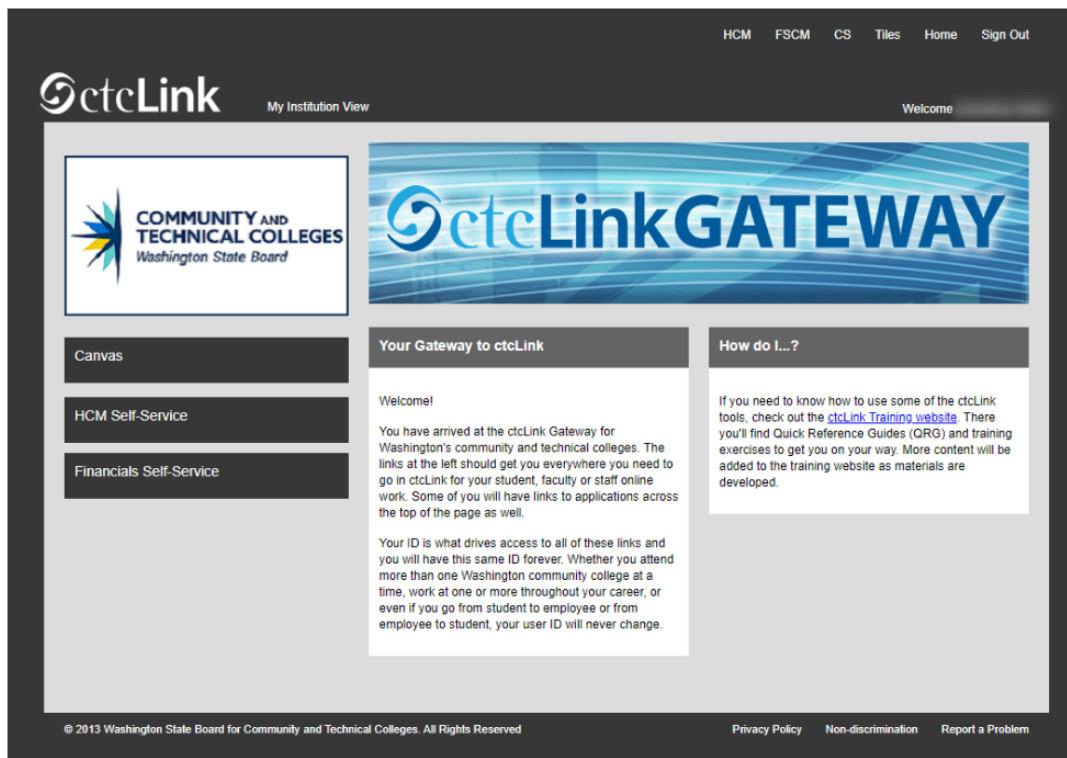 HCM FSCM CS Tiles Home Sign Out
ctcLink
My Institution View
Welcome
COMMUNITY AND
TECHNICAL COLLEGES
Washington State Board
ctcLinkGATEWAY
Canvas
HCM Self-Service
Financials Self-Service
Your Gateway to ctcLink
Welcome!
You have arrived at the ctcLink Gateway for
Washington's community and technical colleges. The
links at the left should get you everywhere you need to
go in ctcLink for your student, faculty or staff online
work. Some of you will have links to applications across
the top of the page as well.
Your ID is what drives access to all of these links and
you will have this same ID forever. Whether you attend
more than one Washington community college at a
time, work at one or more throughout your career, or
even if you go from student to employee or from
employee to student, your user ID will never change.
How do I...?
If you need to know how to use some of the ctcLink
tools, check out the ctcLink Training website. There
you'll find Quick Reference Guides (QRG) and training
exercises to get you on your way. More content will be
added to the training website as materials are
developed.
© 2013 Washington State Board for Community and Technical Colleges. All Rights Reserved
Privacy Policy Non-discrimination Report a Problem